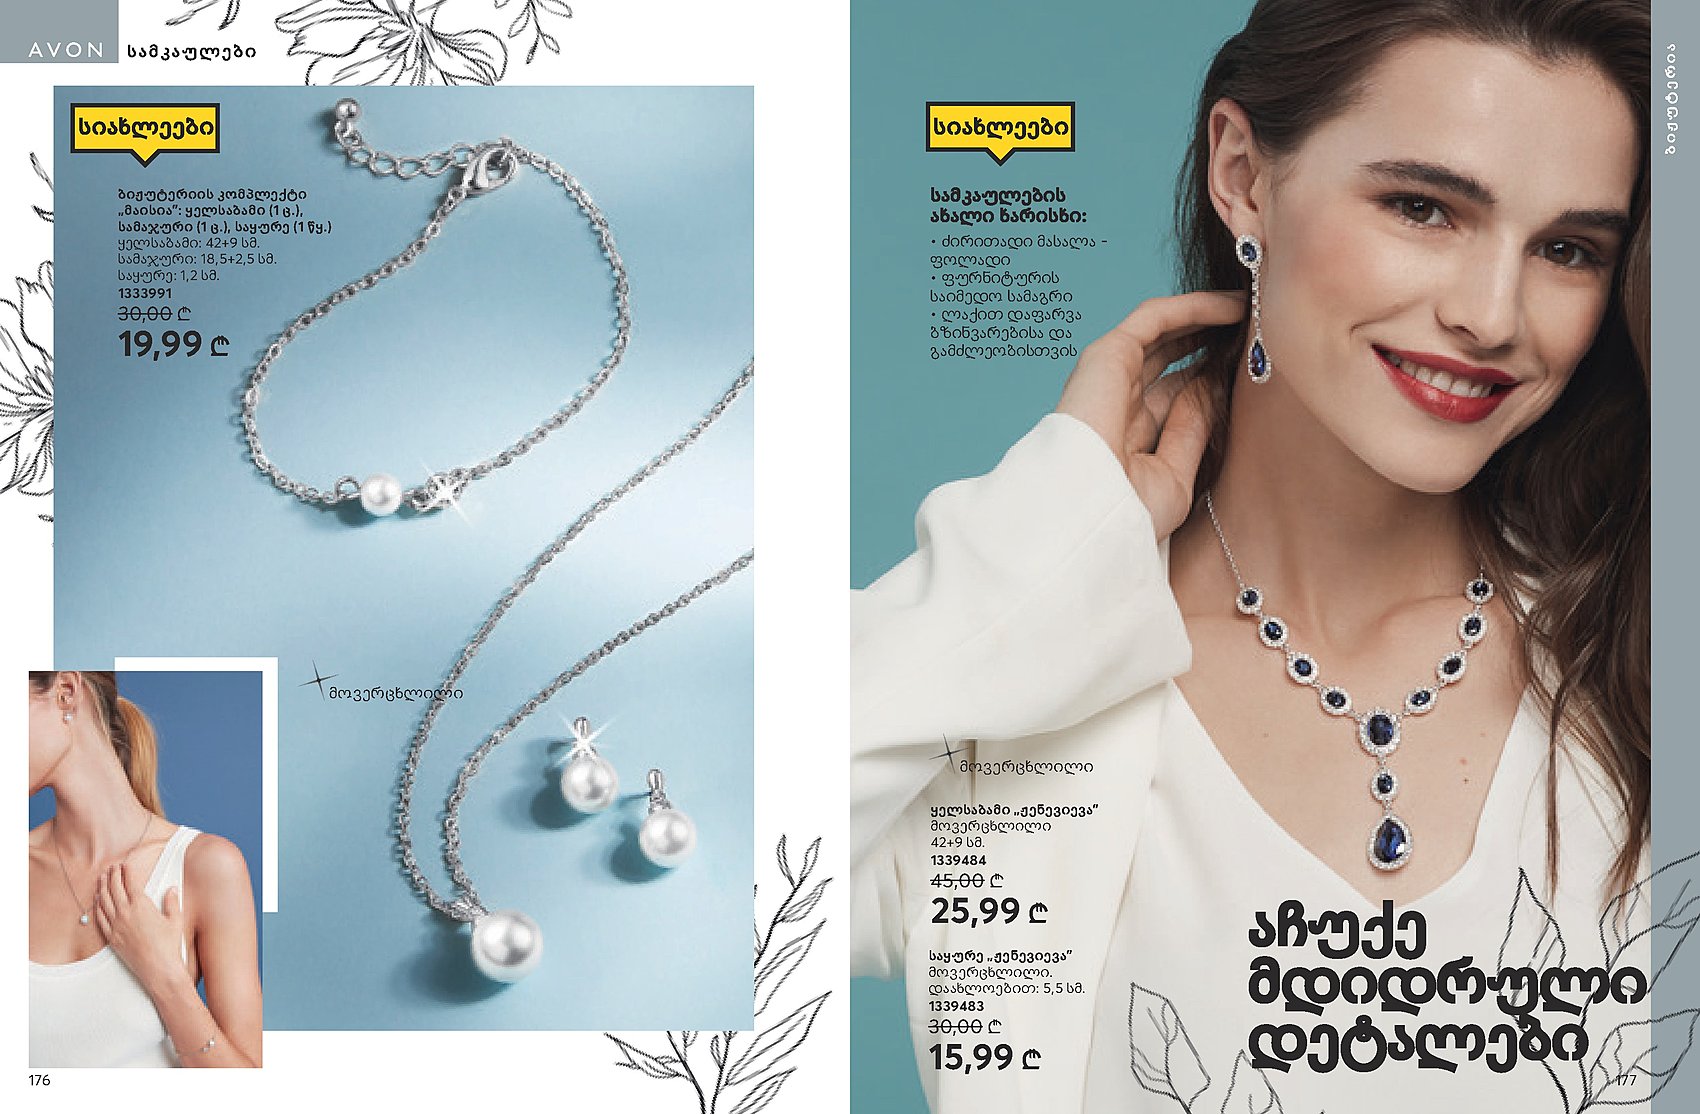 AVON
სამკაულები
სიახლეები
ბიჟუტერიის კომპლექტი
„მაისია”: ყელსაბამი (1 ც.),
სამაჯური (1 ც.), საყურე (1 წყ.)
ყელსაბამი: 42+9 სმ.
სამაჯური: 18,5+2,5 სმ.
საყურე: 1,2 სმ.
1333991
30,00 ₾
19,99 ₾
მოვერცხლილი
176
სიახლეები
სამკაულების
ახალი ხარისხი:
• ძირითადი მასალა -
ფოლადი
• ფურნიტურის
საიმედო სამაგრი
• ლაქით დაფარვა
ბზინვარებისა და
გამძლეობისთვის
ბიჟუტერია
მოვერცხლილი
ყელსაბამი „ჟენევიევა”
მოვერცხლილი
42+9 სმ.
1339484
45,00 ₾
25,99 ₾
საყურე „ჟენევიევა”
მოვერცხლილი.
დაახლოებით: 5,5 სმ.
1339483
30,00 ₾
15,99 ₾
აჩუქე
მდიდრული
დეტალები
177